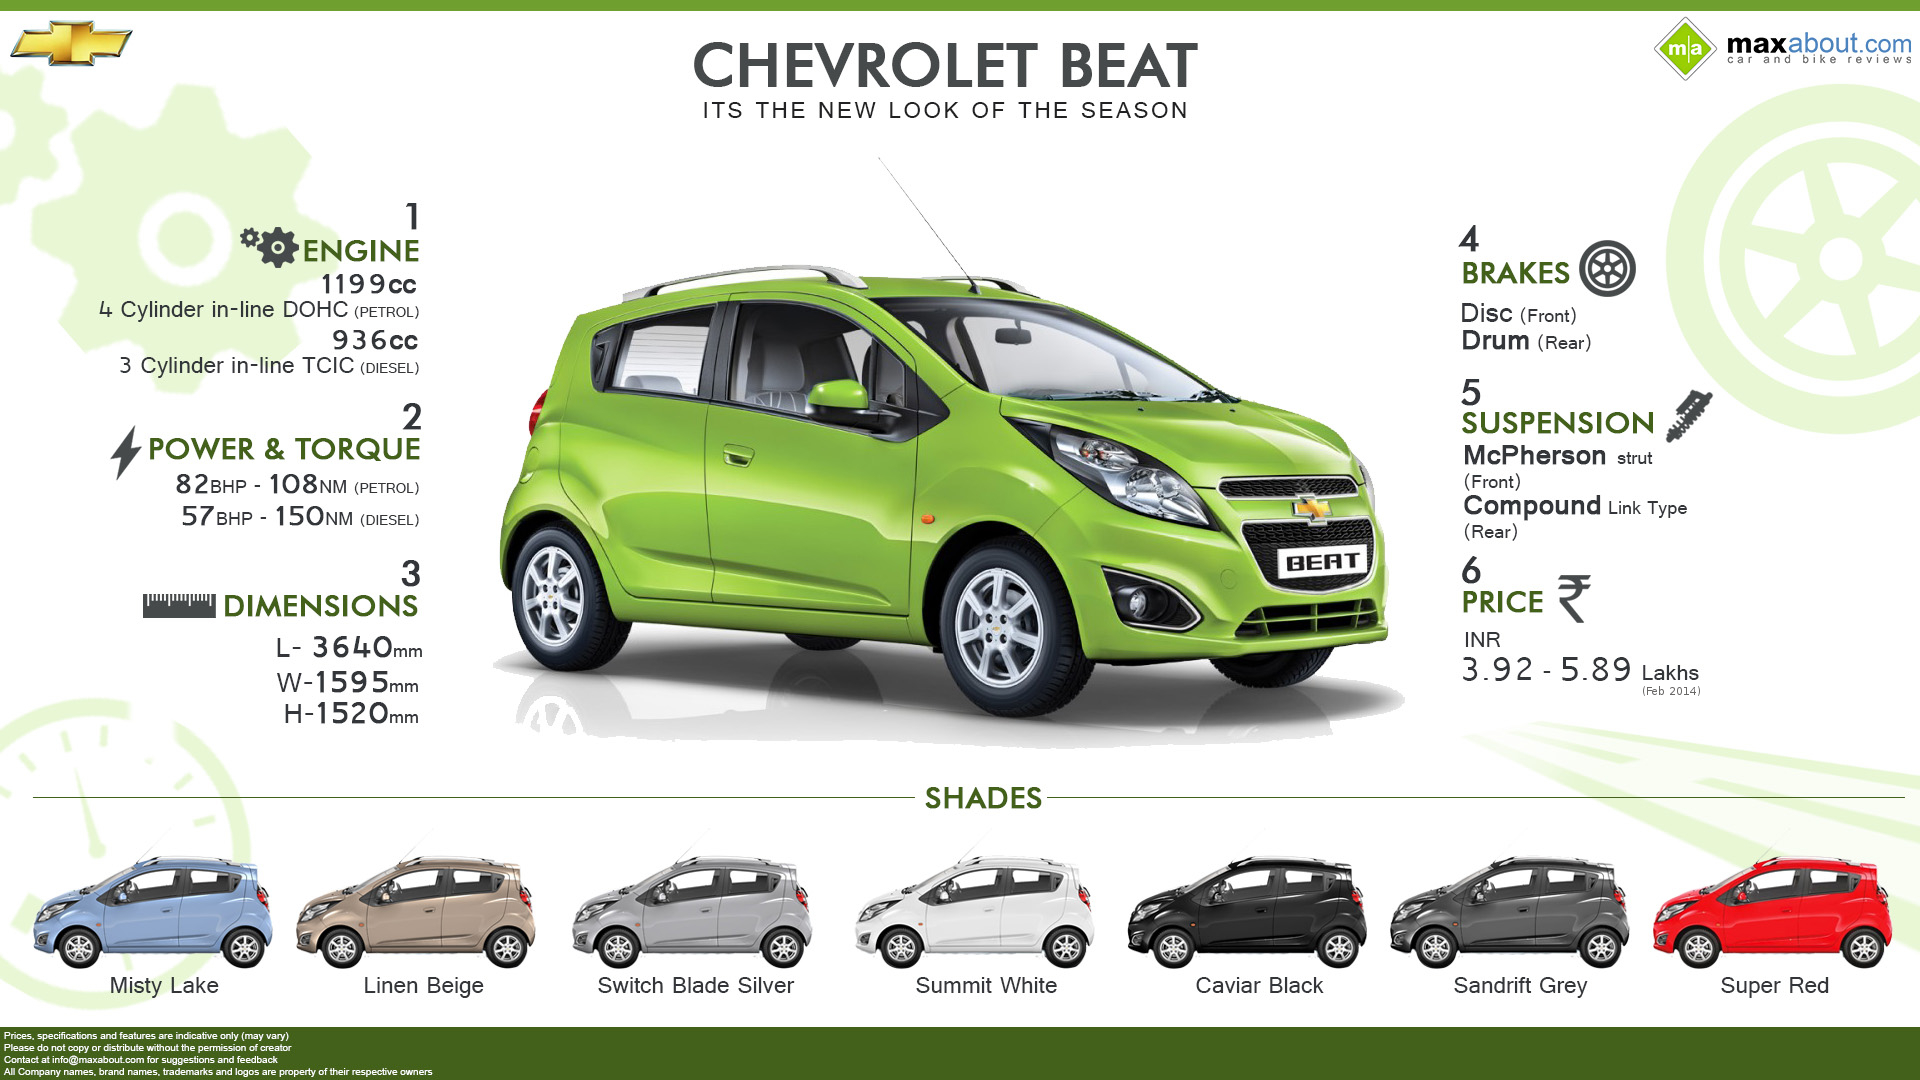 CHEVROLET BEAT
ITS THE NEW LOOK OF THE SEASON
m|a
maxabout.com
car and bike reviews
1
ENGINE
1199cc
4 Cylinder in-line DOHC (PETROL)
936cc
3 Cylinder in-line TCIC (DIESEL)
2
POWER & TORQUE
82BHP - 108NM (PETROL)
57BHP - 150NM (DIESEL)
3
DIMENSIONS
L- 3640mm
W-1595mm
H-1520mm
BEAT
4
BRAKES
Disc (Front)
Drum (Rear)
5
SUSPENSION
McPherson strut
(Front)
Compound Link Type
(Rear)
6
PRICE ₹
INR
3.92 - 5.89 Lakhs
(Feb 2014)
SHADES
Misty Lake
Linen Beige
Switch Blade Silver
Summit White
Caviar Black
Sandrift Grey
Super Red
Prices, specifications and features are indicative only (may vary)
Please do not copy or distribute without the permission of creator
Contact at info@maxabout.com for suggestions and feedback
All Company names, brand names, trademarks and logos are property of their respective owners